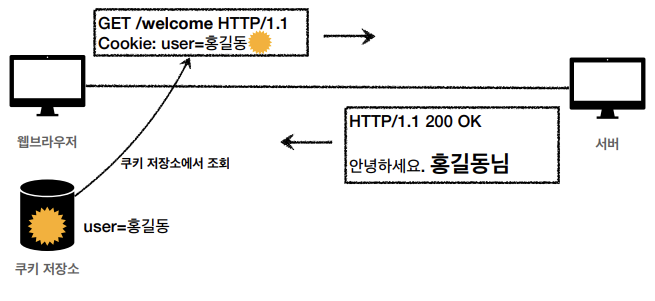 GET /welcome HTTP/1.1
Cookie: user=홍길동
웹브라우저
서버
HTTP/1.1 200 OK
안녕하세요. 홍길동님
쿠키 저장소에서 조회
user=홍길동
쿠키 저장소